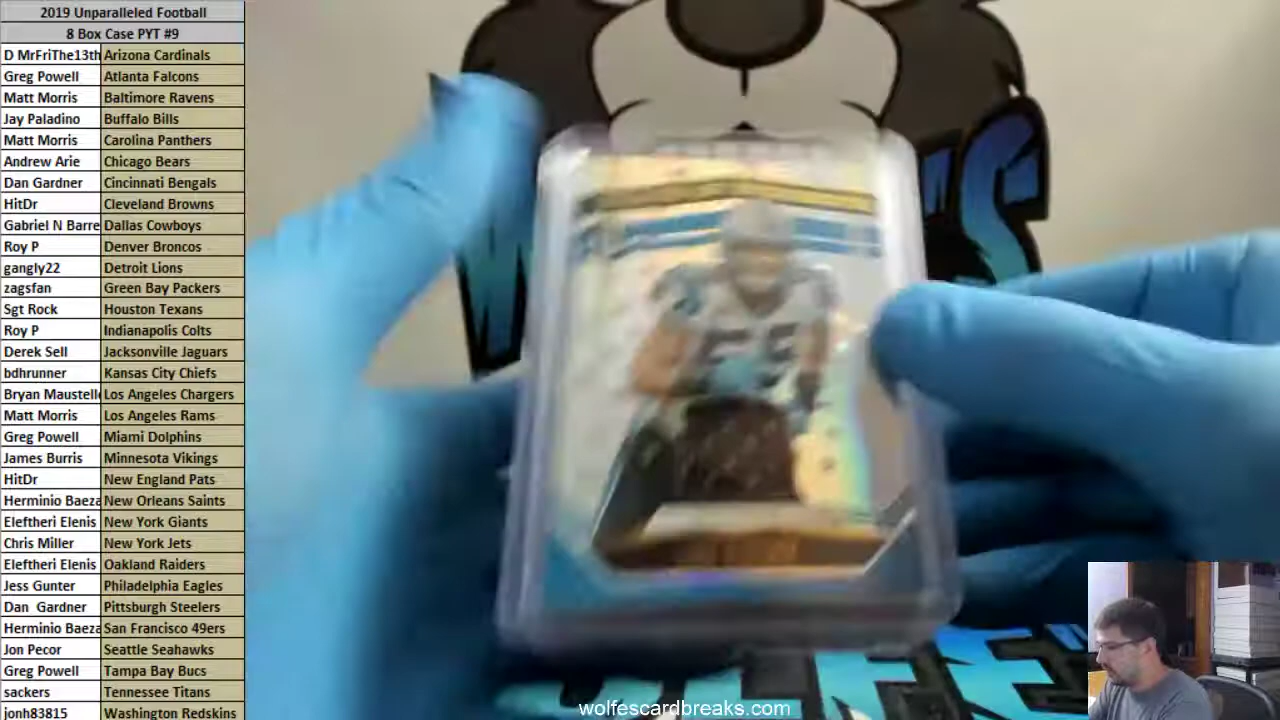 2019 Unparalleled Football
8 Box Case PYT #9
D MrFriThe13th Arizona Cardinals
Greg Powell Atlanta Falcons
Matt Morris Baltimore Ravens
Jay Paladino Buffalo Bills
Matt Morris Carolina Panthers
Andrew Arie Chicago Bears
Dan Gardner Cincinnati Bengals
HitDr Cleveland Browns
Gabriel N Barre Dallas Cowboys
Roy P Denver Broncos
gangly22 Detroit Lions
zagsfan Green Bay Packers
Sgt Rock Houston Texans
Roy P Indianapolis Colts
Derek Sell Jacksonville Jaguars
bdhrunner Kansas City Chiefs
Bryan Maustelle Los Angeles Chargers
Matt Morris Los Angeles Rams
Greg Powell Miami Dolphins
James Burris Minnesota Vikings
HitDr New England Pats
Herminio Baeza New Orleans Saints
Eleftheri Elenis New York Giants
Chris Miller New York Jets
Eleftheri Elenis Oakland Raiders
Jess Gunter Philadelphia Eagles
Dan Gardner Pittsburgh Steelers
Herminio Baeza San Francisco 49ers
Jon Pecor Seattle Seahawks
Greg Powell Tampa Bay Bucs
sackers Tennessee Titans
jonh83815 Washington Redskins
wolfescardbreaks.com